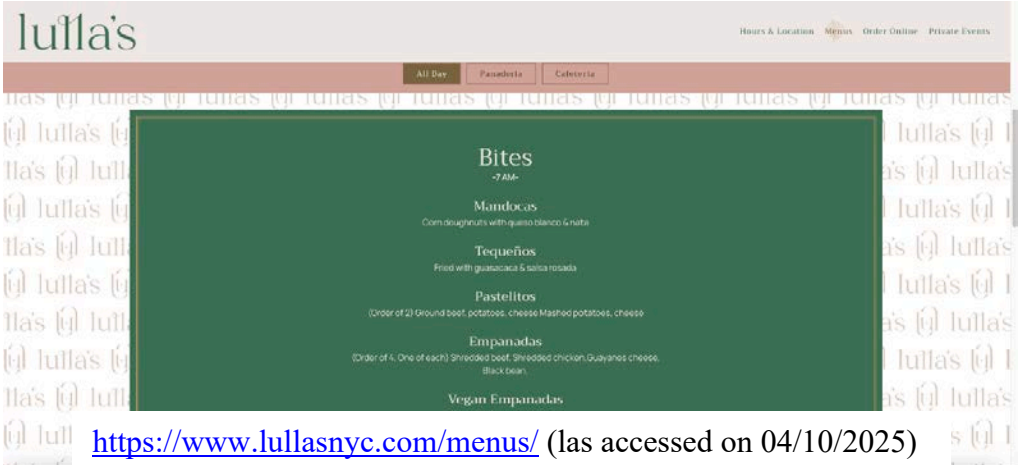 lulla's
Hours & Location Menus Order Online Private Events
All Day Panadería Cafetería
Bites
-7 AM-
Mandocas
Corn doughnuts with queso blanco & nata
Tequeños
Fried with guasacaca & salsa rosada
Pastelitos
(Order of 2) Ground beef, potatoes, cheese Mashed potatoes, cheese
Empanadas
(Order of 4, One of each) Shredded beef, Shredded chicken, Guayanes cheese,
Black bean,
Vegan Empanadas
https://www.lullasnyc.com/menus/ (las accessed on 04/10/2025)